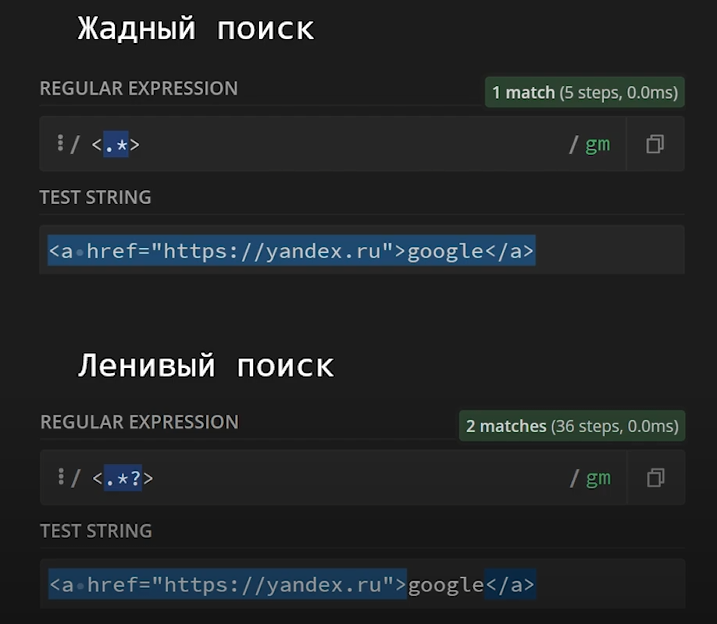 Жадный поиск
REGULAR EXPRESSION
1 match (5 steps, 0.0ms)
/ <.*> / gm
TEST STRING
<a href="https://yandex.ru">google</a>
Ленивый поиск
REGULAR EXPRESSION
2 matches (36 steps, 0.0ms)
/ <.*?> / gm
TEST STRING
<a href="https://yandex.ru">google</a>